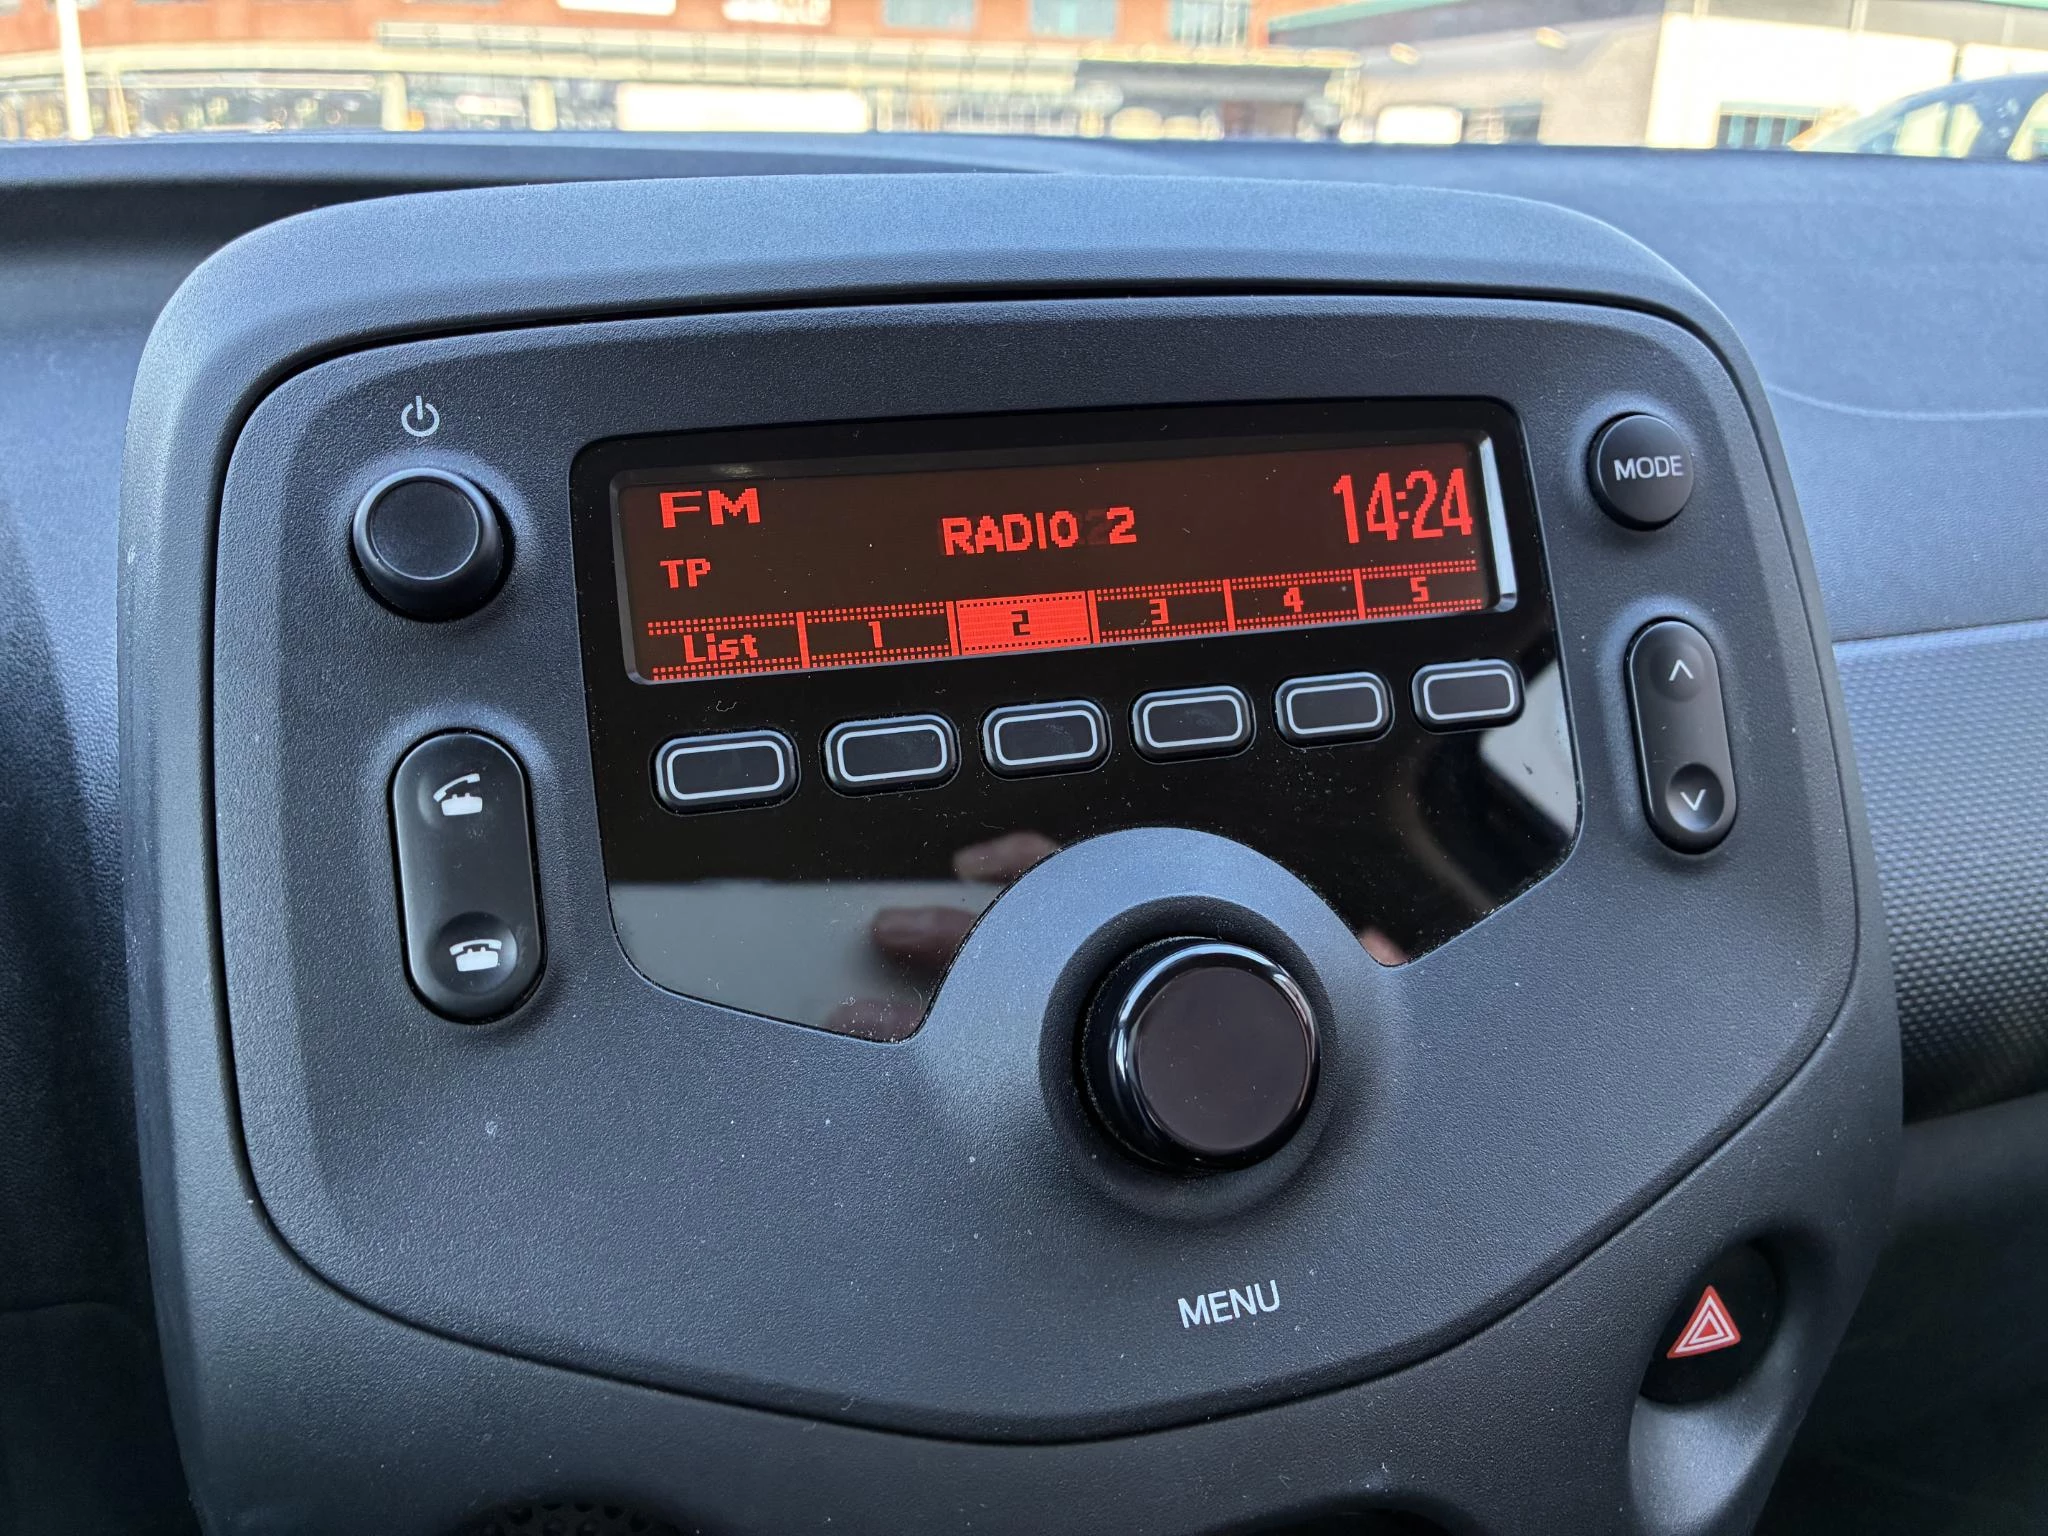 FM
RADIO 2
14:24
TP
List 1 2 3 4 5
MODE
MENU